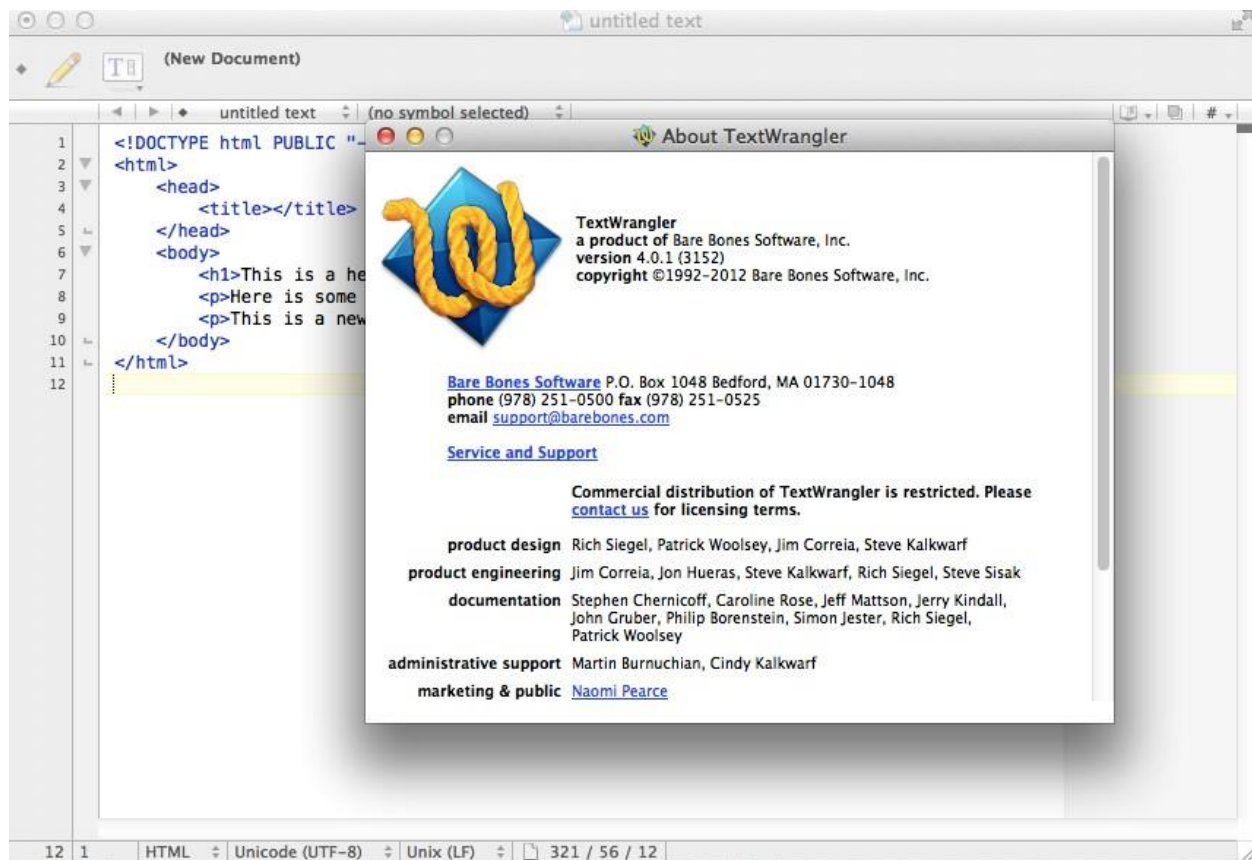 untitled text
(New Document)
untitled text (no symbol selected) #
1 <!DOCTYPE html PUBLIC "-
2 <html>
3 <head>
4 <title></title>
5 </head>
6 <body>
7 <h1>This is a he
8 <p>Here is some
9 <p>This is a new
10 </body>
11 </html>
12
About TextWrangler
TextWrangler
a product of Bare Bones Software, Inc.
version 4.0.1 (3152)
copyright ©1992-2012 Bare Bones Software, Inc.
Bare Bones Software P.O. Box 1048 Bedford, MA 01730-1048
phone (978) 251-0500 fax (978) 251-0525
email support@barebones.com
Service and Support
Commercial distribution of TextWrangler is restricted. Please
contact us for licensing terms.
product design Rich Siegel, Patrick Woolsey, Jim Correia, Steve Kalkwarf
product engineering Jim Correia, Jon Hueras, Steve Kalkwarf, Rich Siegel, Steve Sisak
documentation Stephen Chernicoff, Caroline Rose, Jeff Mattson, Jerry Kindall,
John Gruber, Philip Borenstein, Simon Jester, Rich Siegel,
Patrick Woolsey
administrative support Martin Burnuchian, Cindy Kalkwarf
marketing & public Naomi Pearce
12 1 HTML Unicode (UTF-8) Unix (LF) 321 / 56 / 12